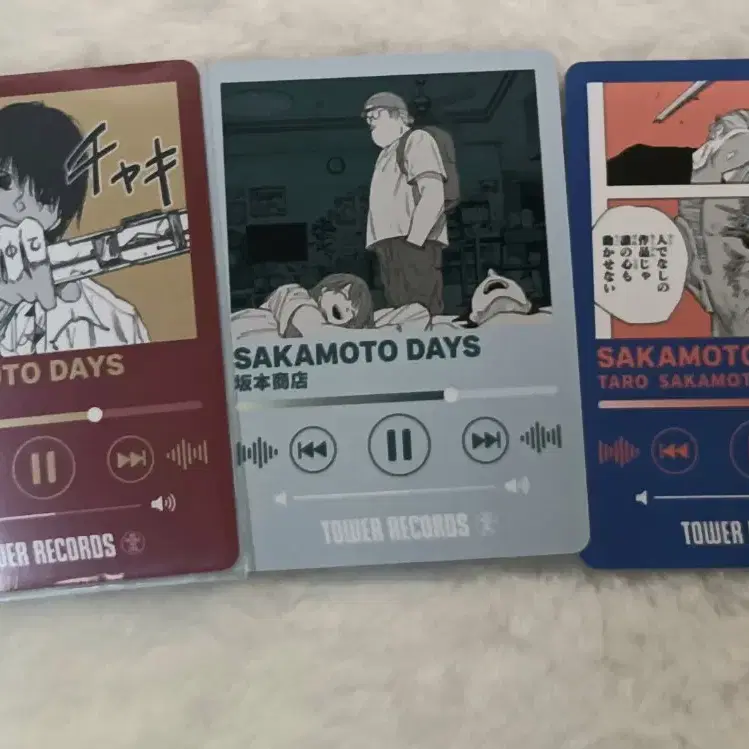 チャキ
OTO DAYS
WER RECORDS
SAKAMOTO DAYS
坂本商店
TOWER RECORDS
人でなしの
作品じゃ
誰の心も
動かせない
SAKAMOTO
TARO SAKAMOT
TOWER